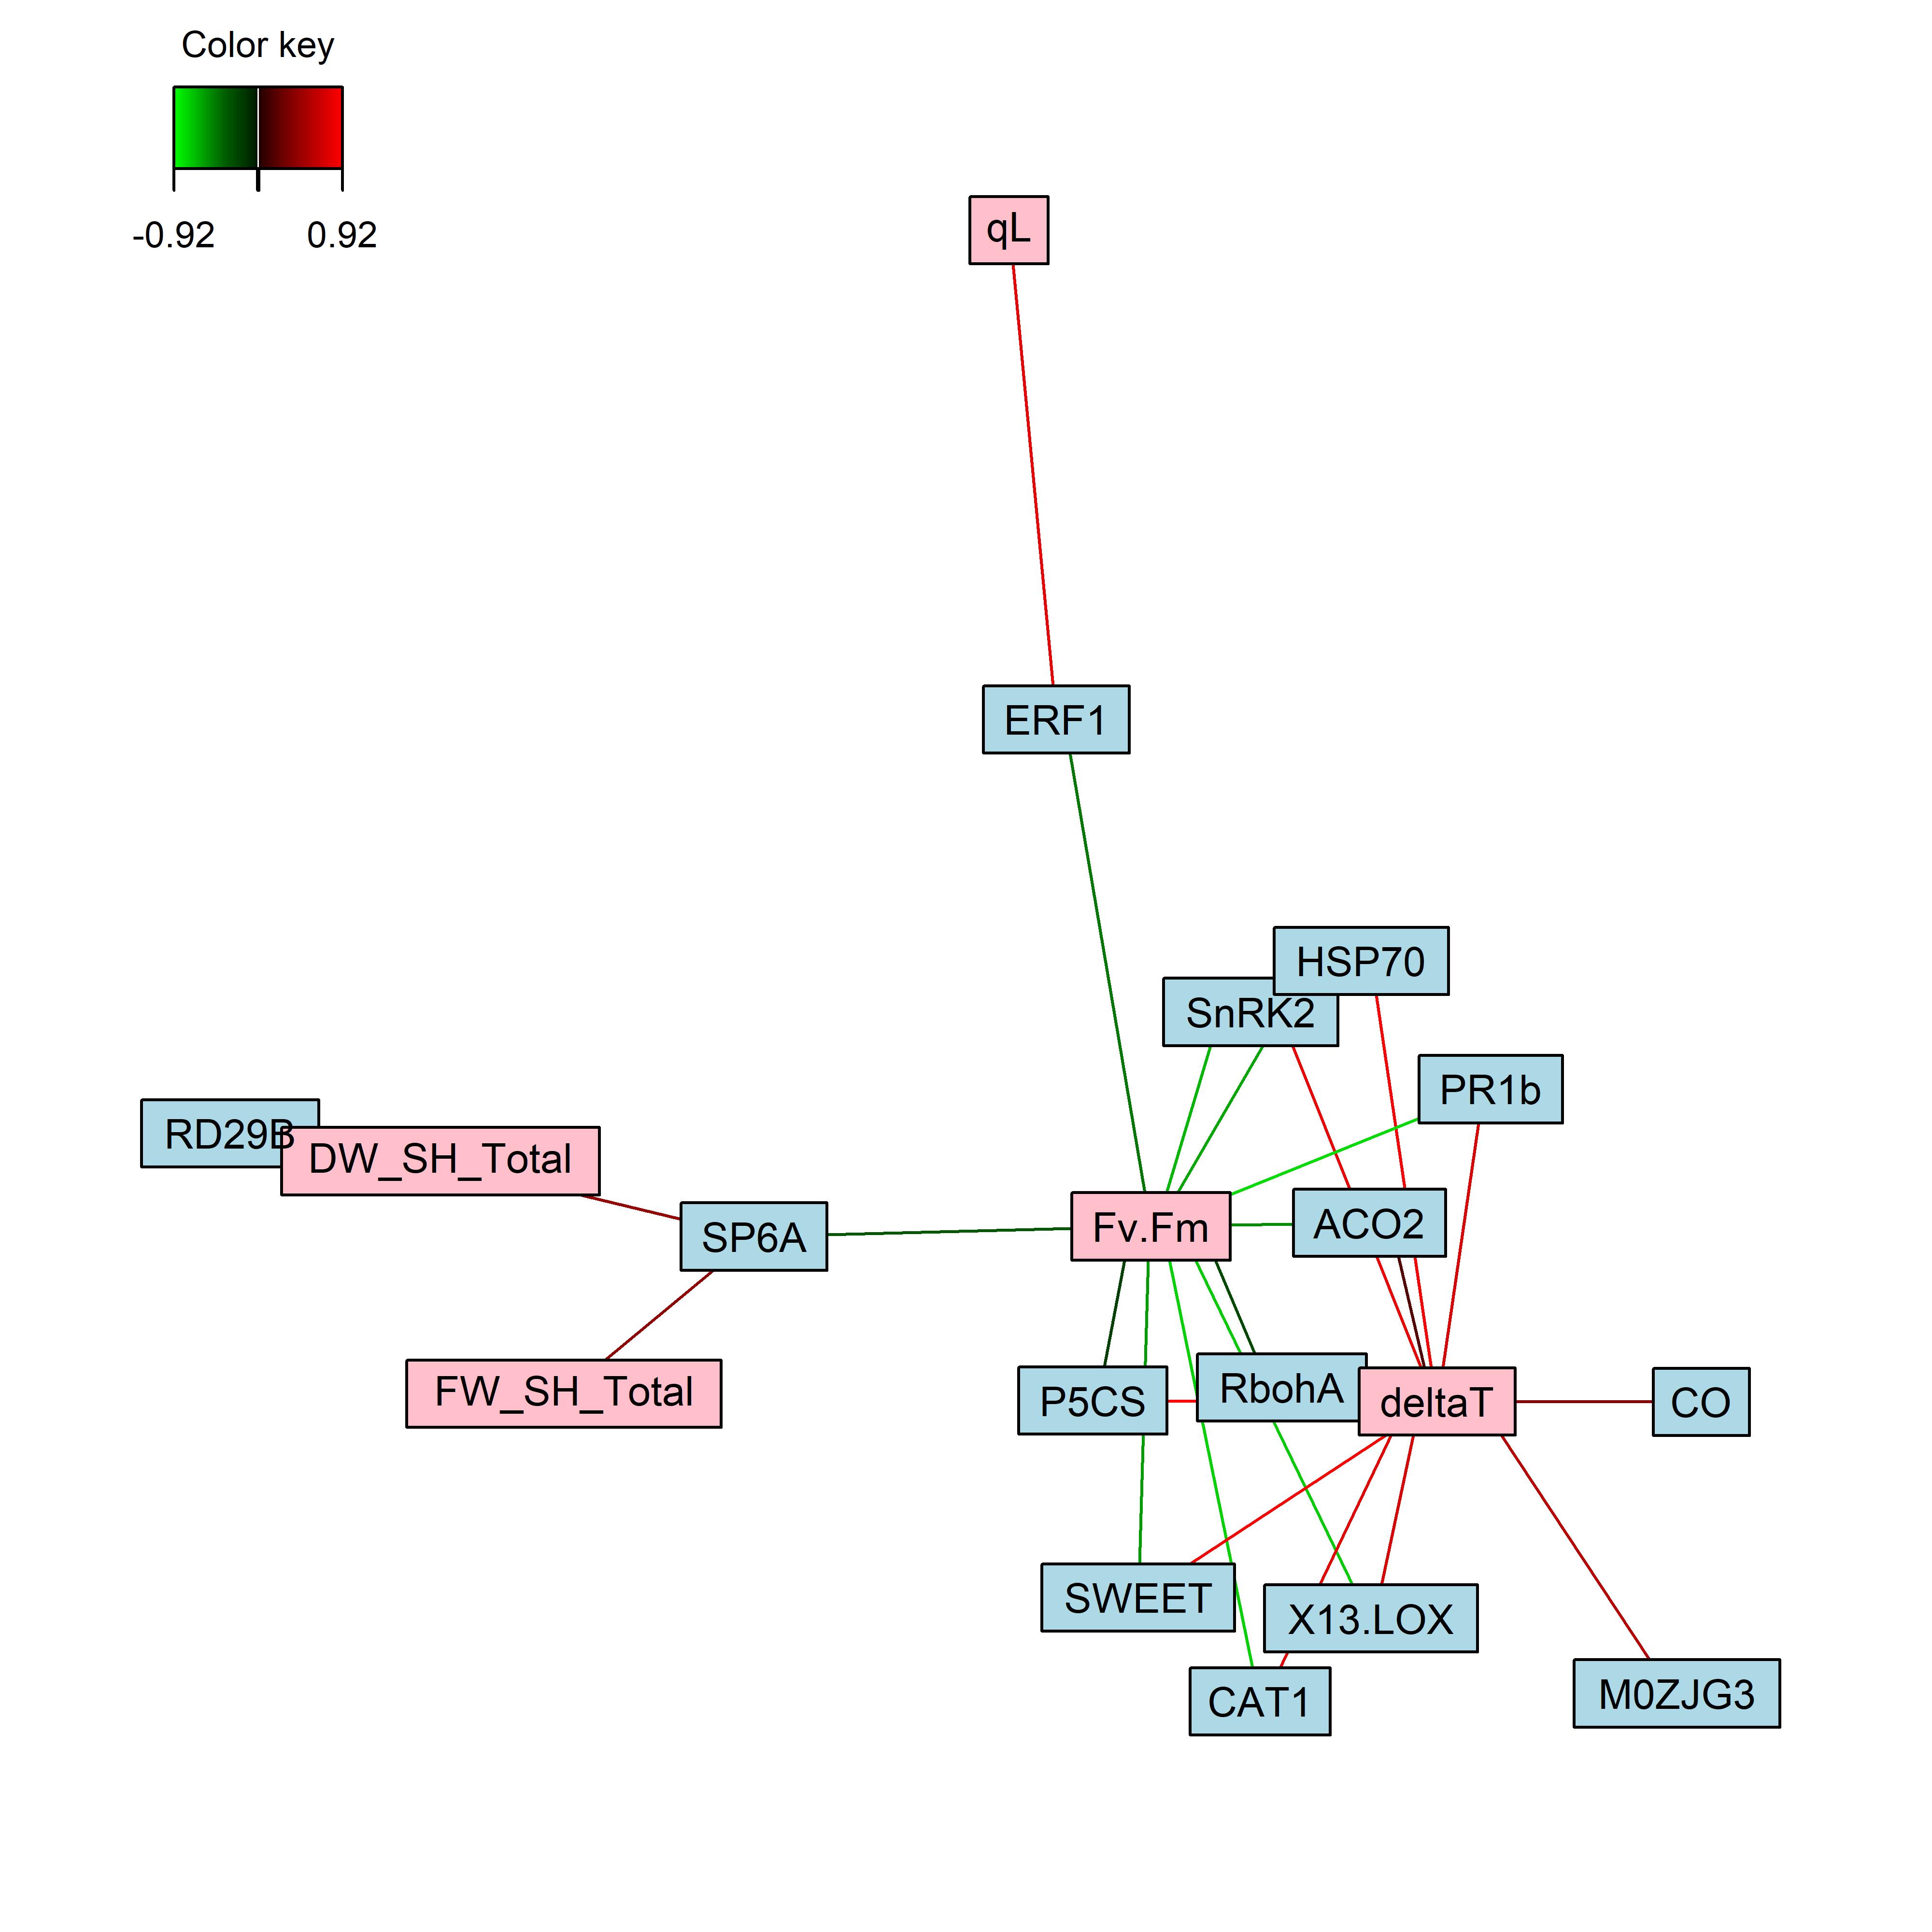 Color key
-0.92 0.92
qL
ERF1
HSP70
SnRK2
PR1b
RD29B
DW_SH_Total
SP6A
Fv.Fm
ACO2
FW_SH_Total
P5CS
RbohA
deltaT
CO
SWEET
X13.LOX
CAT1
M0ZJG3